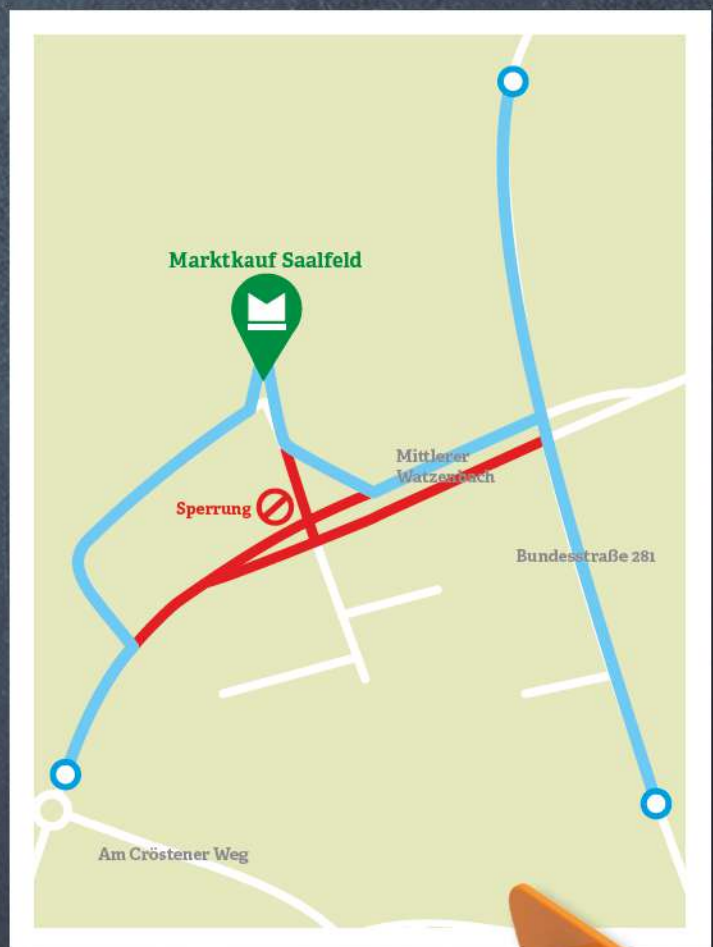 Marktkauf Saalfeld
Mittlerer
Watzenbach
Sperrung
Bundesstraße 281
Am Cröstener Weg